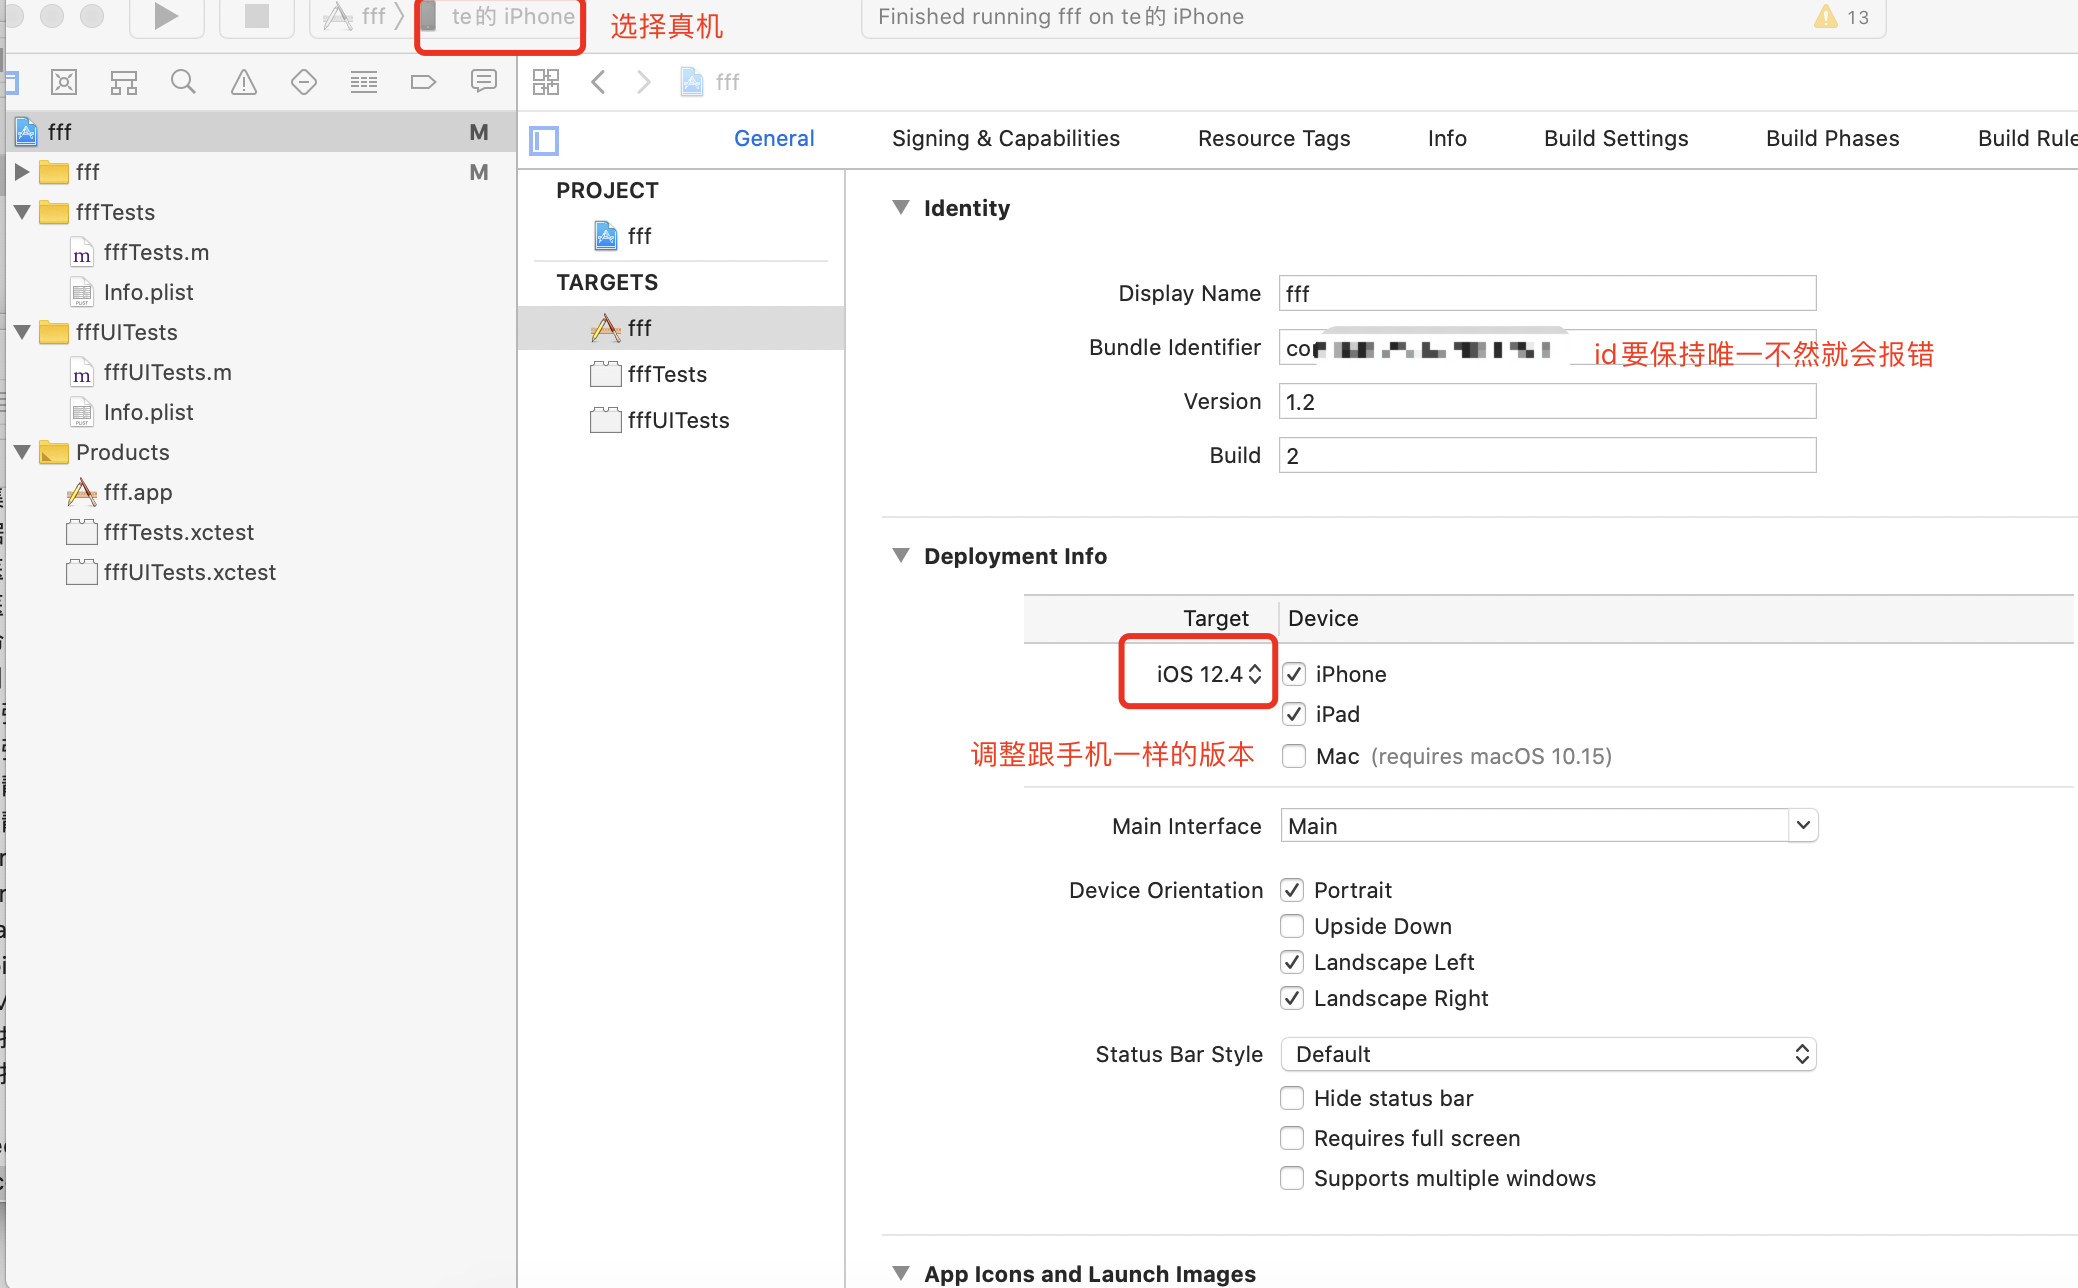 fff te的 iPhone
选择真机
Finished running fff on te的 iPhone
13
fff
General
Signing & Capabilities
Resource Tags
Info
Build Settings
Build Phases
Build Rule
fff M
fff M
fffTests
fffTests.m
Info.plist
fffUITests
fffUITests.m
Info.plist
Products
fff.app
fffTests.xctest
fffUITests.xctest
PROJECT
fff
TARGETS
fff
fffTests
fffUITests
Identity
Display Name fff
Bundle Identifier
id要保持唯一不然就会报错
Version 1.2
Build 2
Deployment Info
Target Device
iOS 12.4 iPhone
iPad
调整跟手机一样的版本
Mac (requires macOS 10.15)
Main Interface Main
Device Orientation Portrait
Upside Down
Landscape Left
Landscape Right
Status Bar Style Default
Hide status bar
Requires full screen
Supports multiple windows
App Icons and Launch Images